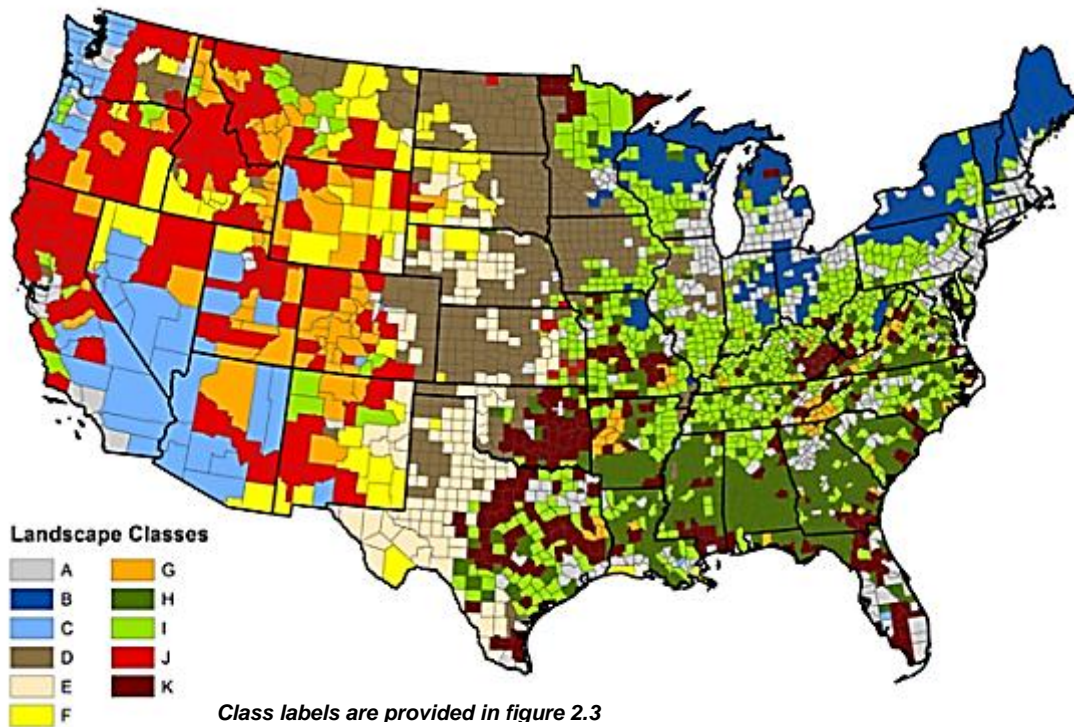 Landscape Classes
A G
B H
C I
D J
E K
F
Class labels are provided in figure 2.3